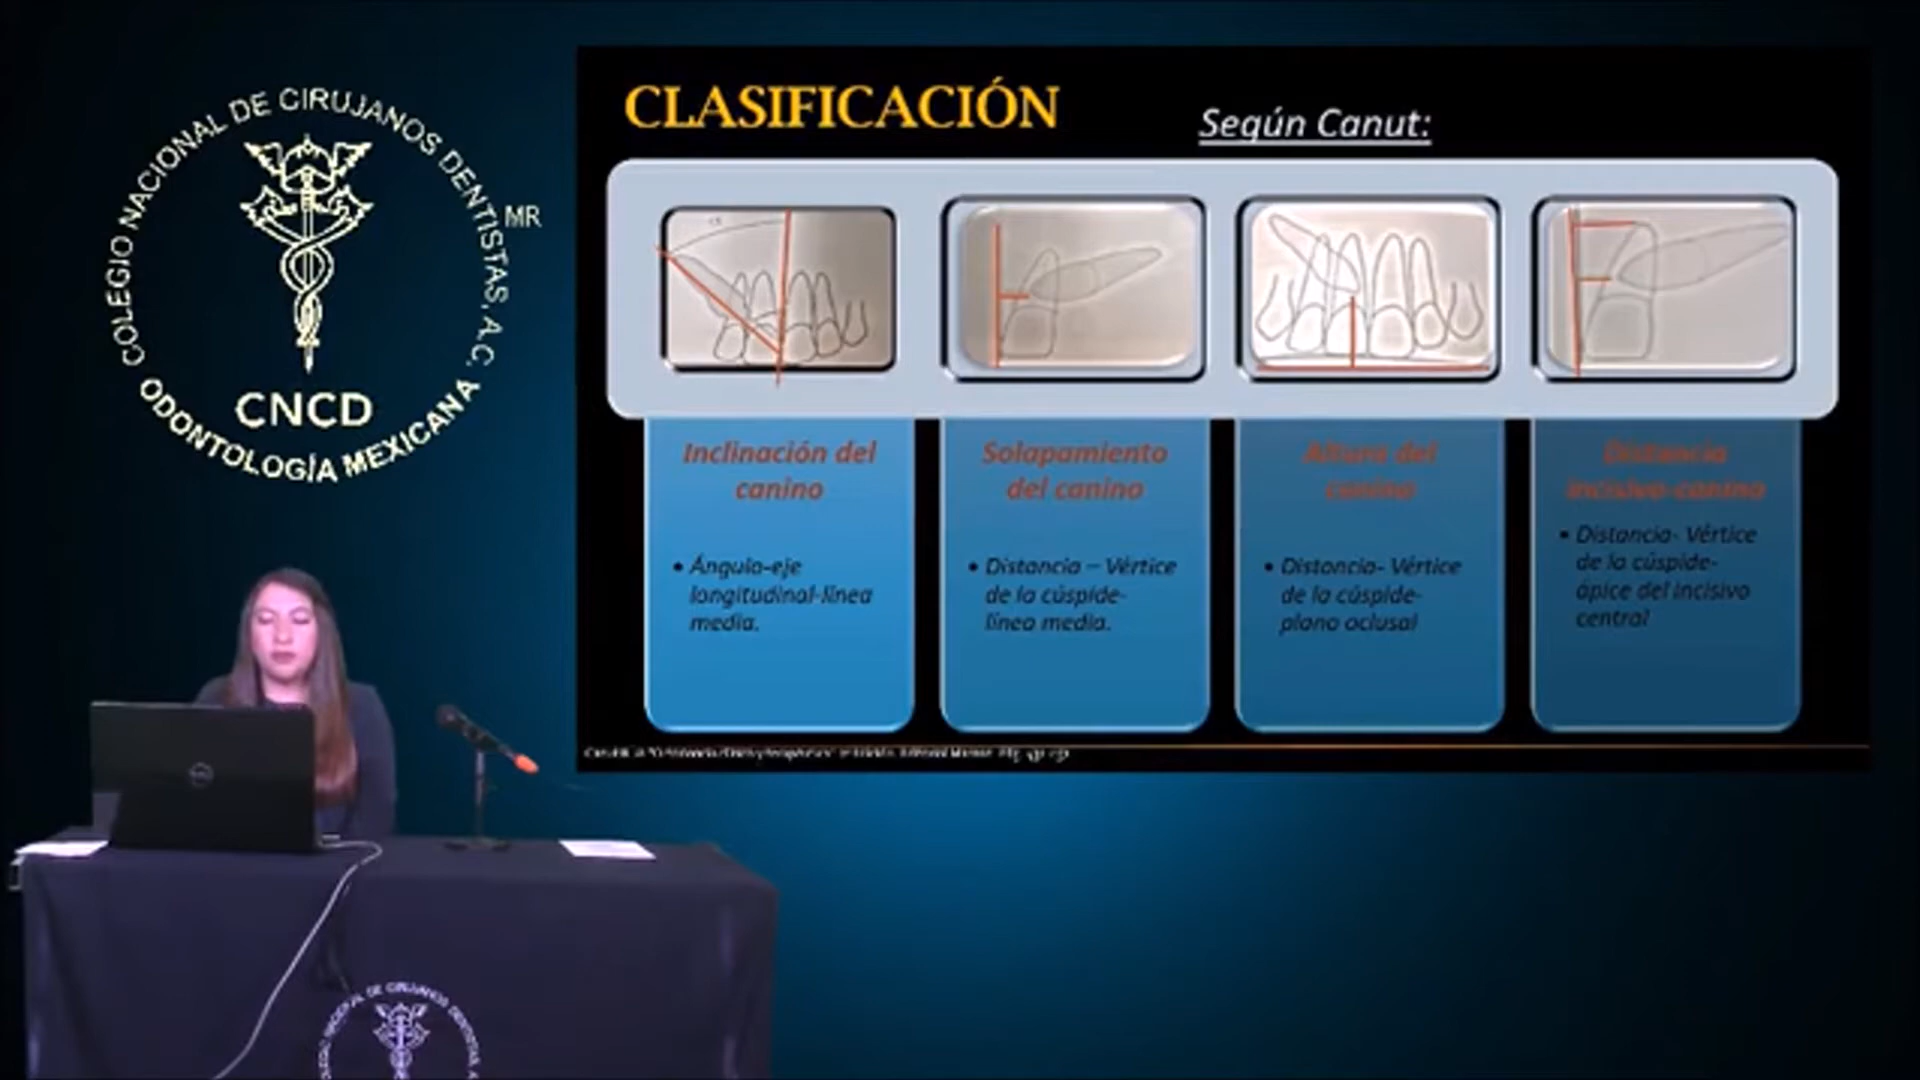 COLEGIO NACIONAL DE CIRUJANOS DENTISTAS, A.C.
MR
CNCD
ODONTOLOGÍA MEXICANA
CLASIFICACIÓN
Según Canut:
Inclinación del
canino
• Ángulo-eje
longitudinal-línea
media.
Solapamiento
del canino
• Distancia – Vértice
de la cúspide-
línea media.
Altura del
canino
• Distancia- Vértice
de la cúspide-
plano oclusal
Distancia
incisivo-canino
• Distancia- Vértice
de la cúspide-
ápice del incisivo
central
DE CIRUJANOS